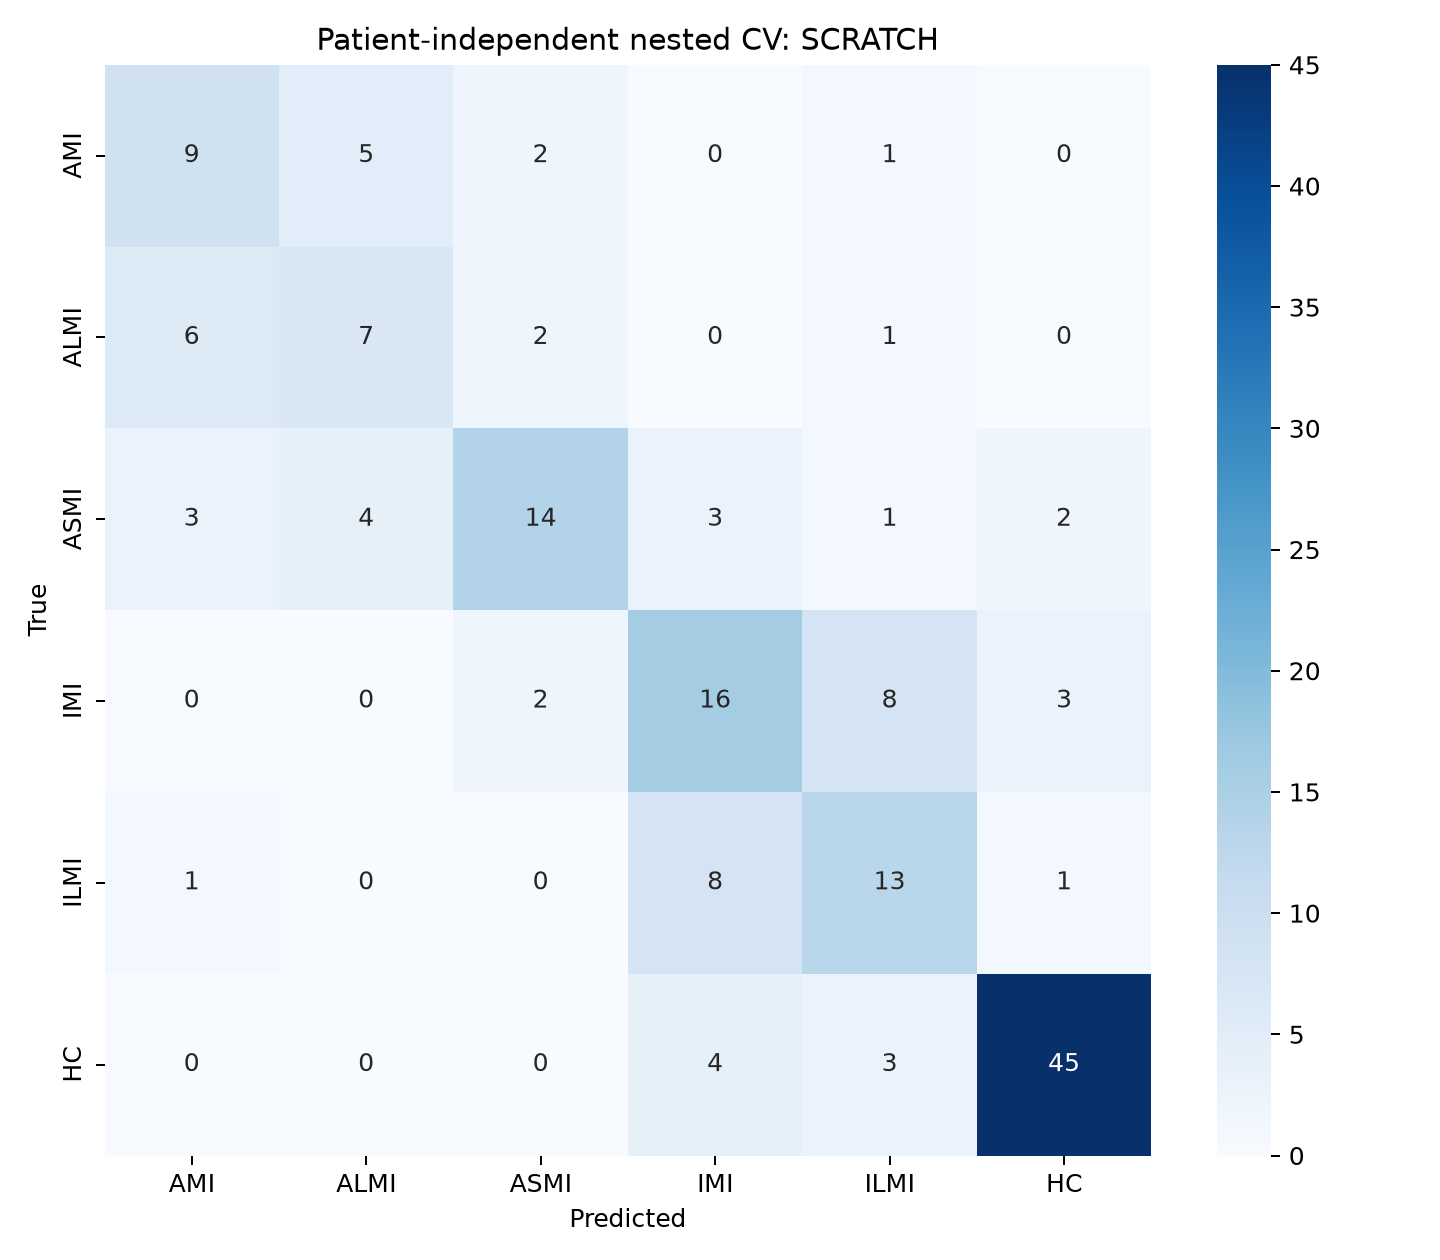 Patient-independent nested CV: SCRATCH
AMI 9 5 2 0 1 0
ALMI 6 7 2 0 1 0
ASMI 3 4 14 3 1 2
IMI 0 0 2 16 8 3
ILMI 1 0 0 8 13 1
HC 0 0 0 4 3 45
AMI ALMI ASMI IMI ILMI HC
Predicted
True
45
40
35
30
25
20
15
10
5
0